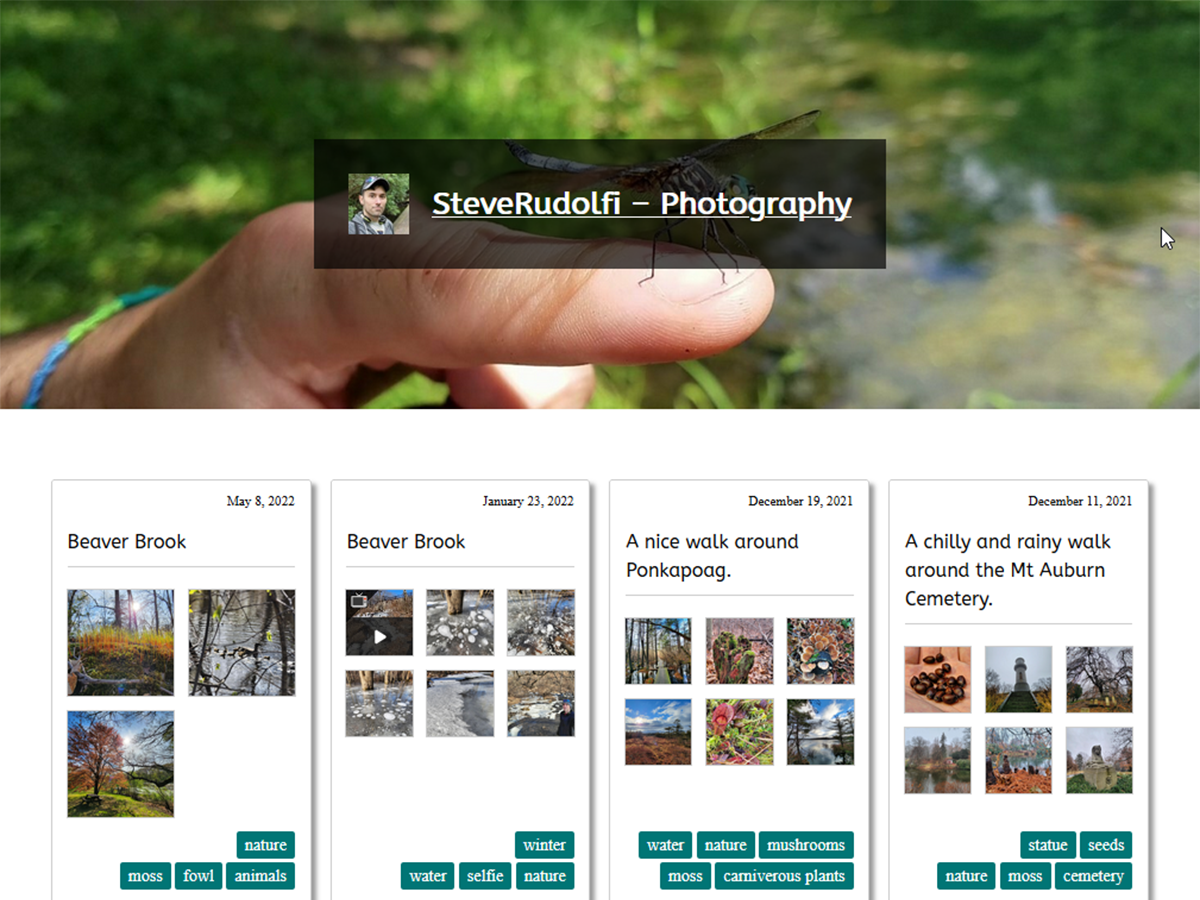 SteveRudolfi – Photography
May 8, 2022
Beaver Brook
nature
moss fowl animals
January 23, 2022
Beaver Brook
winter
water selfie nature
December 19, 2021
A nice walk around
Ponkapoag.
water nature mushrooms
moss carniverous plants
December 11, 2021
A chilly and rainy walk
around the Mt Auburn
Cemetery.
statue seeds
nature moss cemetery